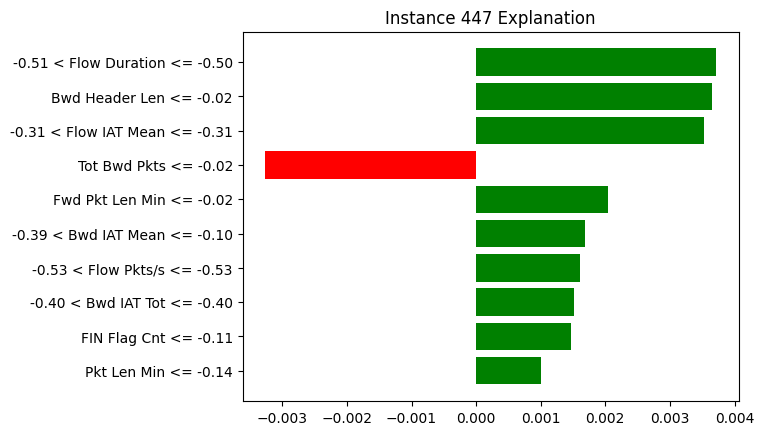 Instance 447 Explanation
-0.51 < Flow Duration <= -0.50
Bwd Header Len <= -0.02
-0.31 < Flow IAT Mean <= -0.31
Tot Bwd Pkts <= -0.02
Fwd Pkt Len Min <= -0.02
-0.39 < Bwd IAT Mean <= -0.10
-0.53 < Flow Pkts/s <= -0.53
-0.40 < Bwd IAT Tot <= -0.40
FIN Flag Cnt <= -0.11
Pkt Len Min <= -0.14
−0.003 −0.002 −0.001 0.000 0.001 0.002 0.003 0.004